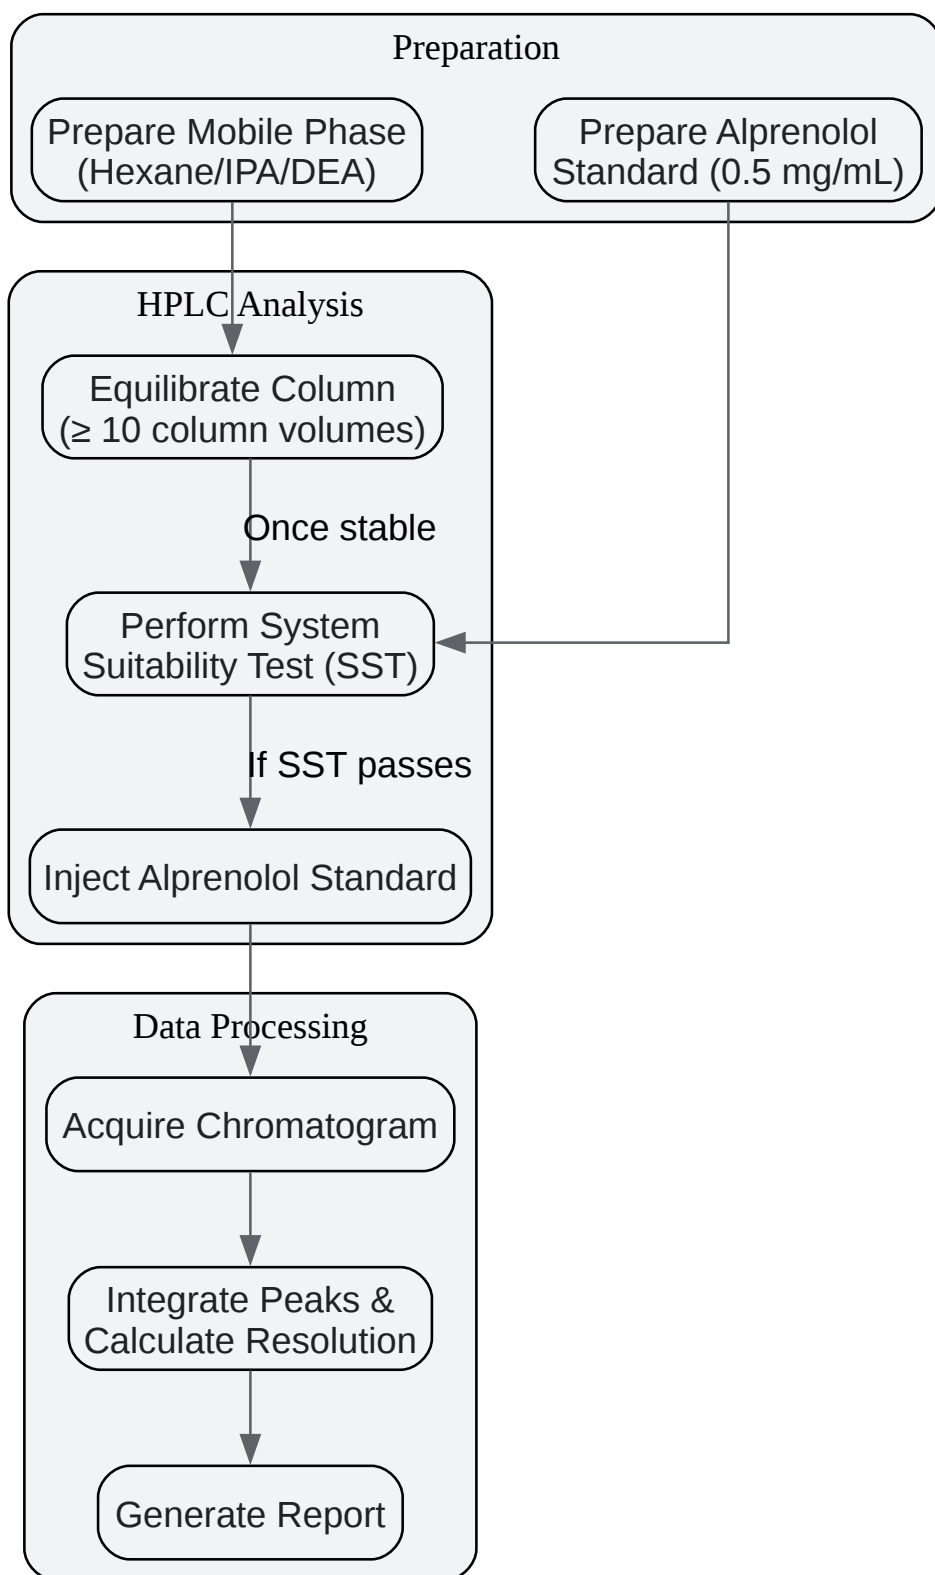 Preparation
Prepare Mobile Phase
(Hexane/IPA/DEA)
Prepare Alprenolol
Standard (0.5 mg/mL)
HPLC Analysis
Equilibrate Column
(≥ 10 column volumes)
Once stable
Perform System
Suitability Test (SST)
If SST passes
Inject Alprenolol Standard
Data Processing
Acquire Chromatogram
Integrate Peaks &
Calculate Resolution
Generate Report